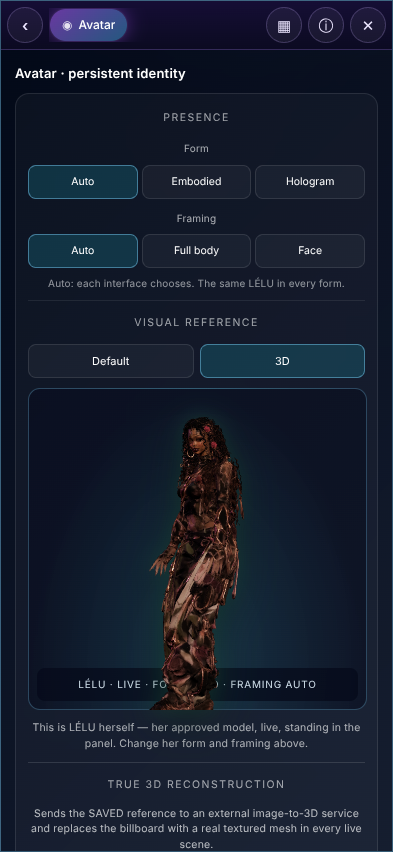 Avatar
Avatar · persistent identity
PRESENCE
Form
Auto
Embodied
Hologram
Framing
Auto
Full body
Face
Auto: each interface chooses. The same LÉLU in every form.
VISUAL REFERENCE
Default
3D
LÉLU · LIVE · · FRAMING AUTO
This is LÉLU herself — her approved model, live, standing in the
panel. Change her form and framing above.
TRUE 3D RECONSTRUCTION
Sends the SAVED reference to an external image-to-3D service
and replaces the billboard with a real textured mesh in every live
scene.